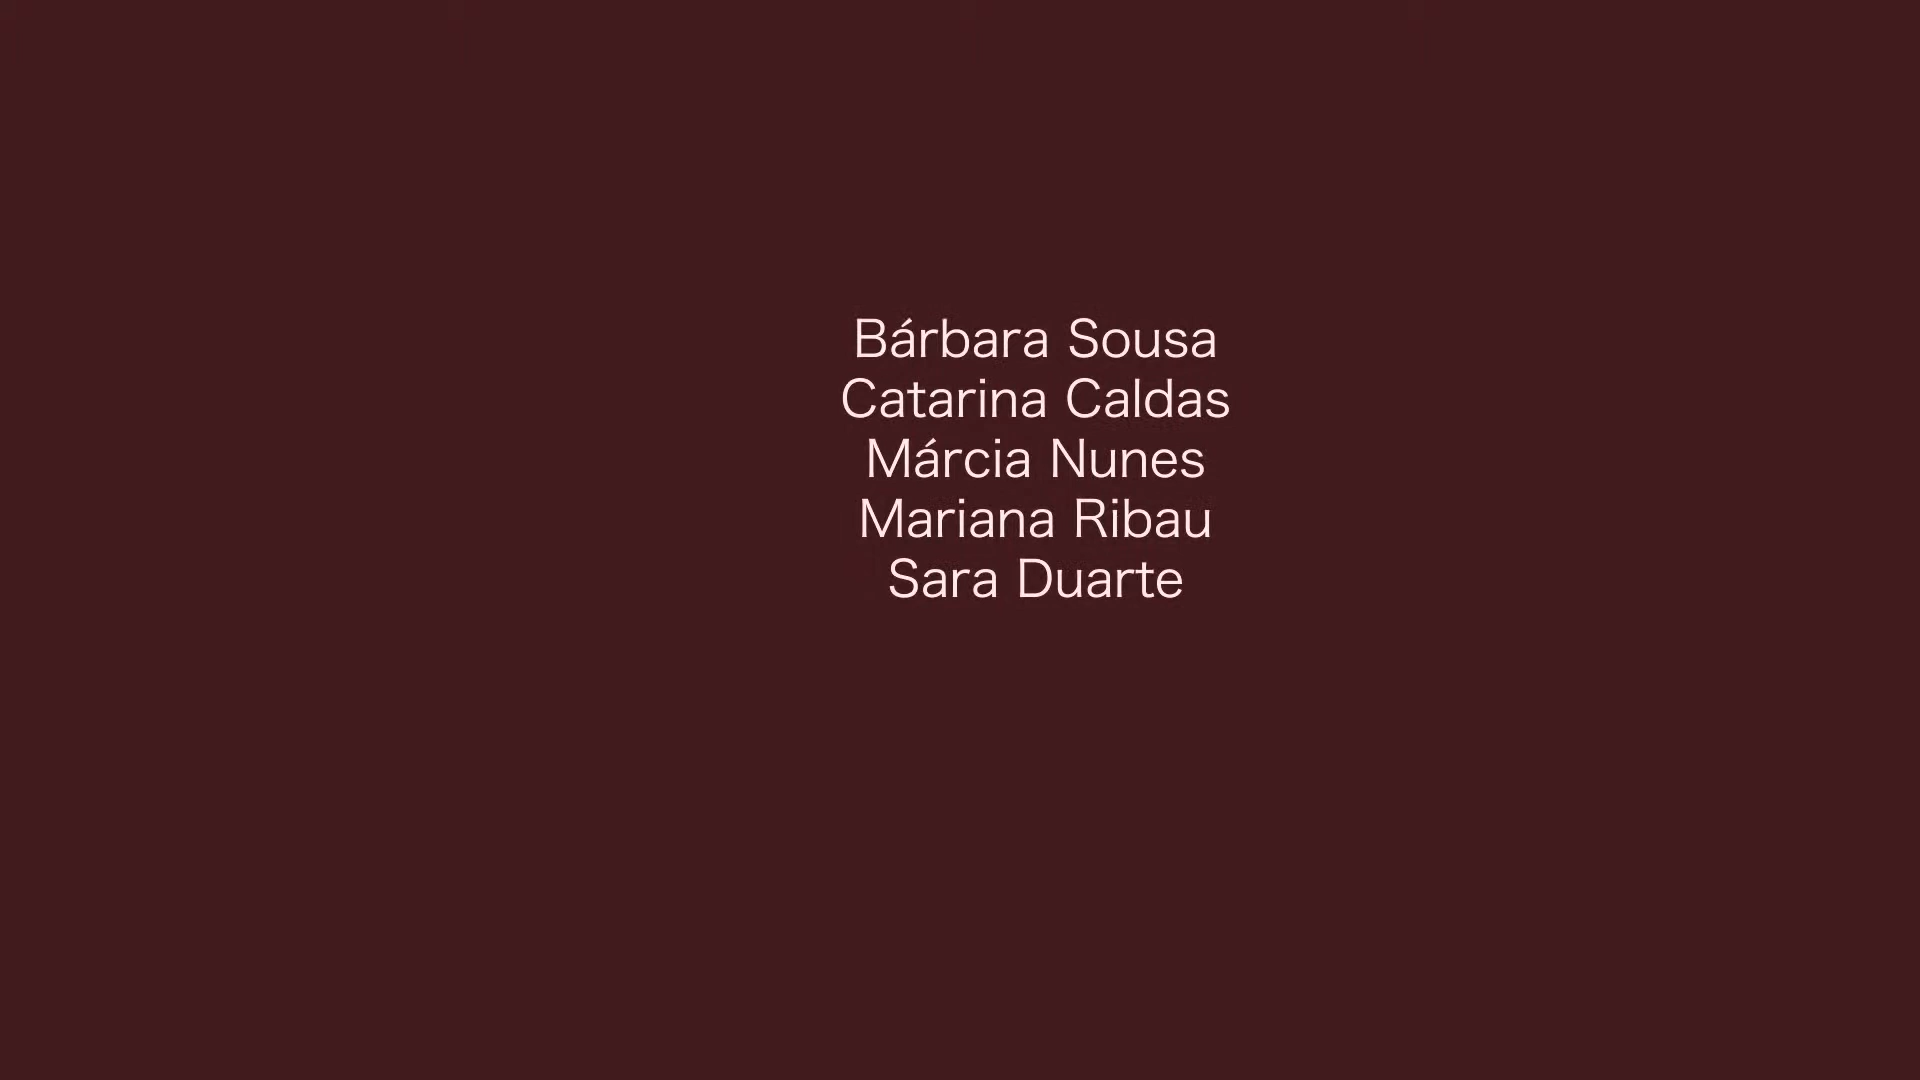 Bárbara Sousa
Catarina Caldas
Márcia Nunes
Mariana Ribau
Sara Duarte